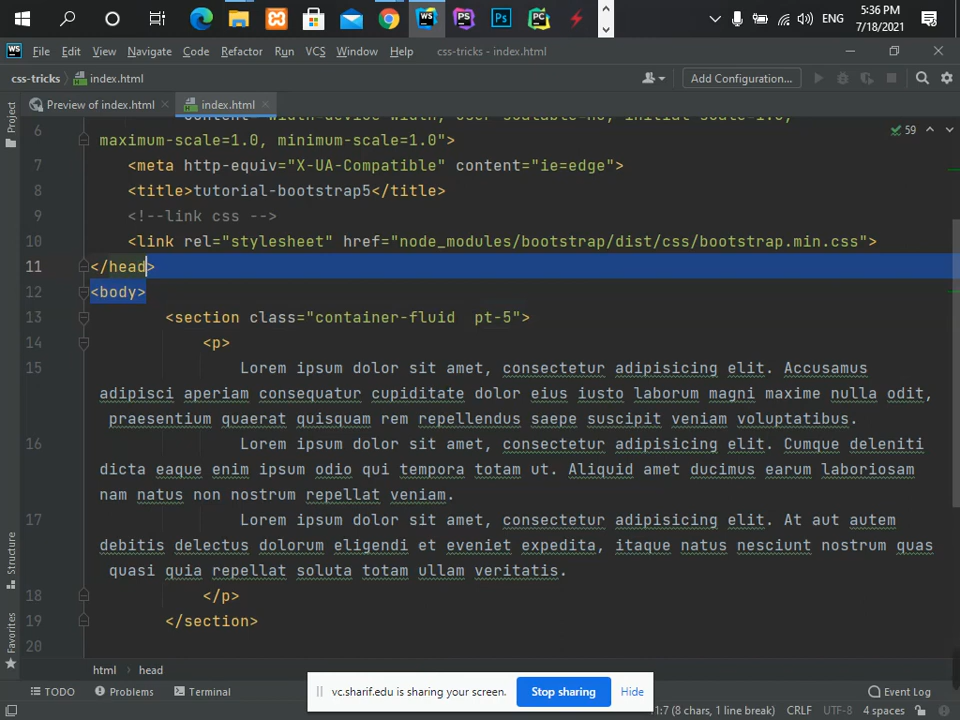 5:36 PM
ENG
7/18/2021
File Edit View Navigate Code Refactor Run VCS Window Help css-tricks - index.html
css-tricks index.html Add Configuration...
Project
Preview of index.html index.html
59
6 maximum-scale=1.0, minimum-scale=1.0">
7 <meta http-equiv="X-UA-Compatible" content="ie=edge">
8 <title>tutorial-bootstrap5</title>
9 <!--link css -->
10 <link rel="stylesheet" href="node_modules/bootstrap/dist/css/bootstrap.min.css">
11 </head>
12 <body>
13 <section class="container-fluid  pt-5">
14 <p>
15 Lorem ipsum dolor sit amet, consectetur adipisicing elit. Accusamus
adipisci aperiam consequatur cupiditate dolor eius iusto laborum magni maxime nulla odit,
praesentium quaerat quisquam rem repellendus saepe suscipit veniam voluptatibus.
16 Lorem ipsum dolor sit amet, consectetur adipisicing elit. Cumque deleniti
dicta eaque enim ipsum odio qui tempora totam ut. Aliquid amet ducimus earum laboriosam
nam natus non nostrum repellat veniam.
17 Lorem ipsum dolor sit amet, consectetur adipisicing elit. At aut autem
debitis delectus dolorum eligendi et eveniet expedita, itaque natus nesciunt nostrum quas
quasi quia repellat soluta totam ullam veritatis.
18 </p>
19 </section>
20
Structure
Favorites
html head
TODO Problems Terminal Event Log
vc.sharif.edu is sharing your screen. Stop sharing Hide
11:7 (8 chars, 1 line break) CRLF UTF-8 4 spaces